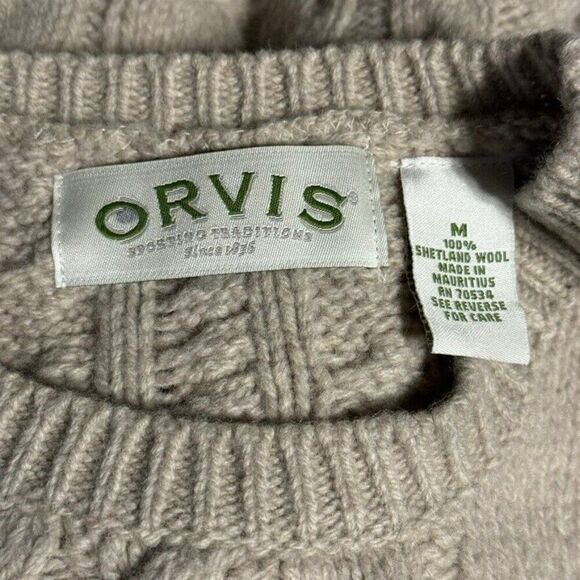 ORVIS®
SPORTING TRADITIONS
Since 1856
M
100%
SHETLAND WOOL
MADE IN
MAURITIUS
RN 70534
SEE REVERSE
FOR CARE